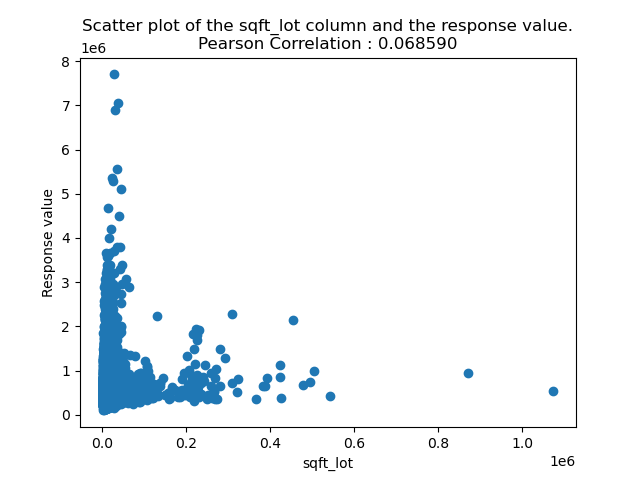 Scatter plot of the sqft_lot column and the response value.
Pearson Correlation : 0.068590
1e6
8
7
6
5
4
3
2
1
0
Response value
0.0 0.2 0.4 0.6 0.8 1.0
sqft_lot
1e6